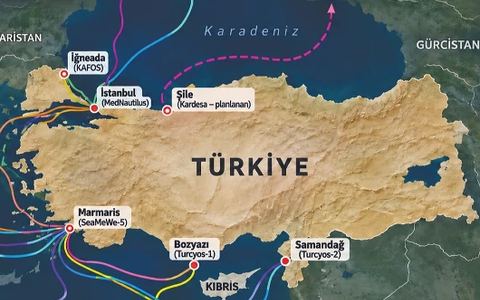 Karadeniz
ARİSTAN
GÜRCİSTAN
İğneada
(KAFOS)
İstanbul
(MedNautilus)
Şile
(Kardesa – planlanan)
TÜRKİYE
Marmaris
(SeaMeWe-5)
Bozyazı
(Turcyos-1)
Samandağ
(Turcyos-2)
KIBRIS